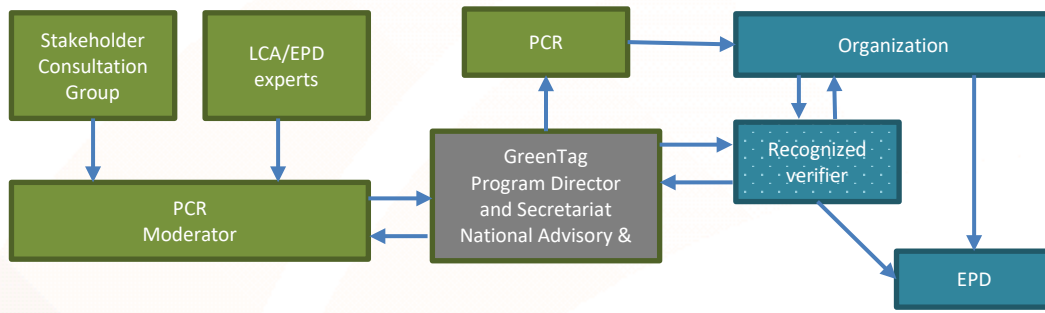 Stakeholder
Consultation
Group
LCA/EPD
experts
PCR
Organization
GreenTag
Program Director
and Secretariat
National Advisory &
Recognized
verifier
PCR
Moderator
EPD